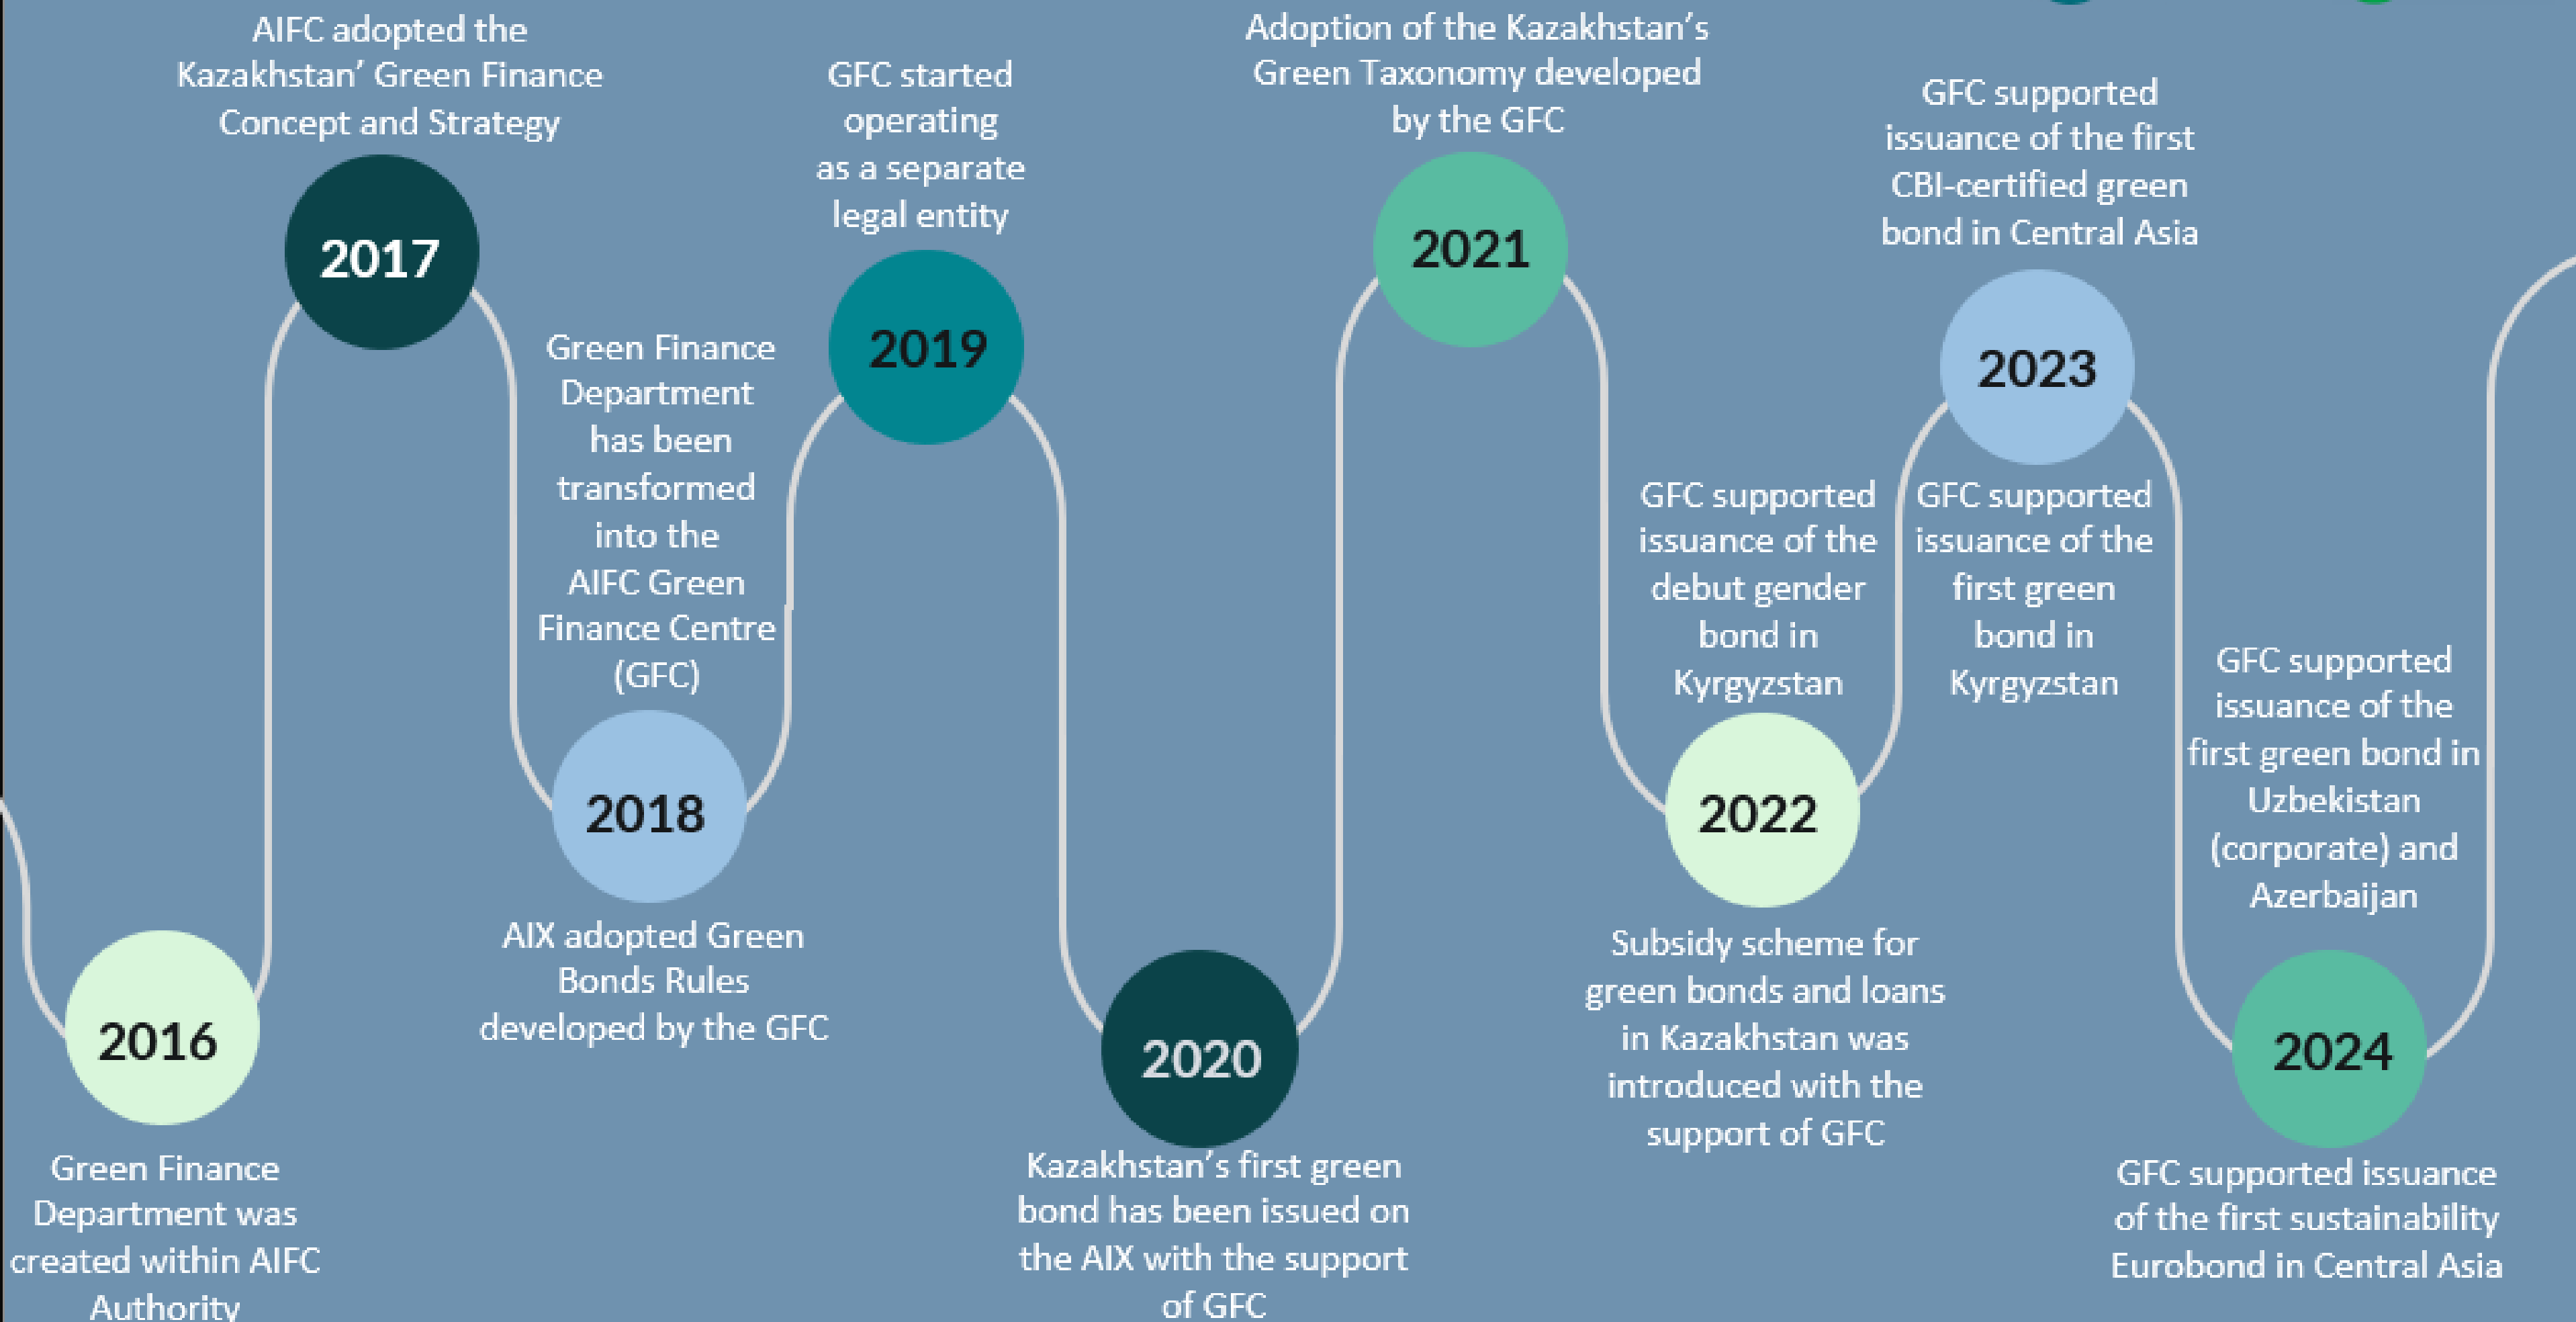 AIFC adopted the
Kazakhstan’ Green Finance
Concept and Strategy
2017
Green Finance
Department was
created within AIFC
Authority
2016
Green Finance
Department
has been
transformed
into the
AIFC Green
Finance Centre
(GFC)
2018
AIX adopted Green
Bonds Rules
developed by the GFC
GFC started
operating
as a separate
legal entity
2019
2020
Kazakhstan’s first green
bond has been issued on
the AIX with the support
of GFC
Adoption of the Kazakhstan’s
Green Taxonomy developed
by the GFC
2021
GFC supported
issuance of the
debut gender
bond in
Kyrgyzstan
2022
Subsidy scheme for
green bonds and loans
in Kazakhstan was
introduced with the
support of GFC
GFC supported
issuance of the first
CBI-certified green
bond in Central Asia
2023
GFC supported
issuance of the
first green
bond in
Kyrgyzstan
GFC supported
issuance of the
first green bond in
Uzbekistan
(corporate) and
Azerbaijan
2024
GFC supported issuance
of the first sustainability
Eurobond in Central Asia